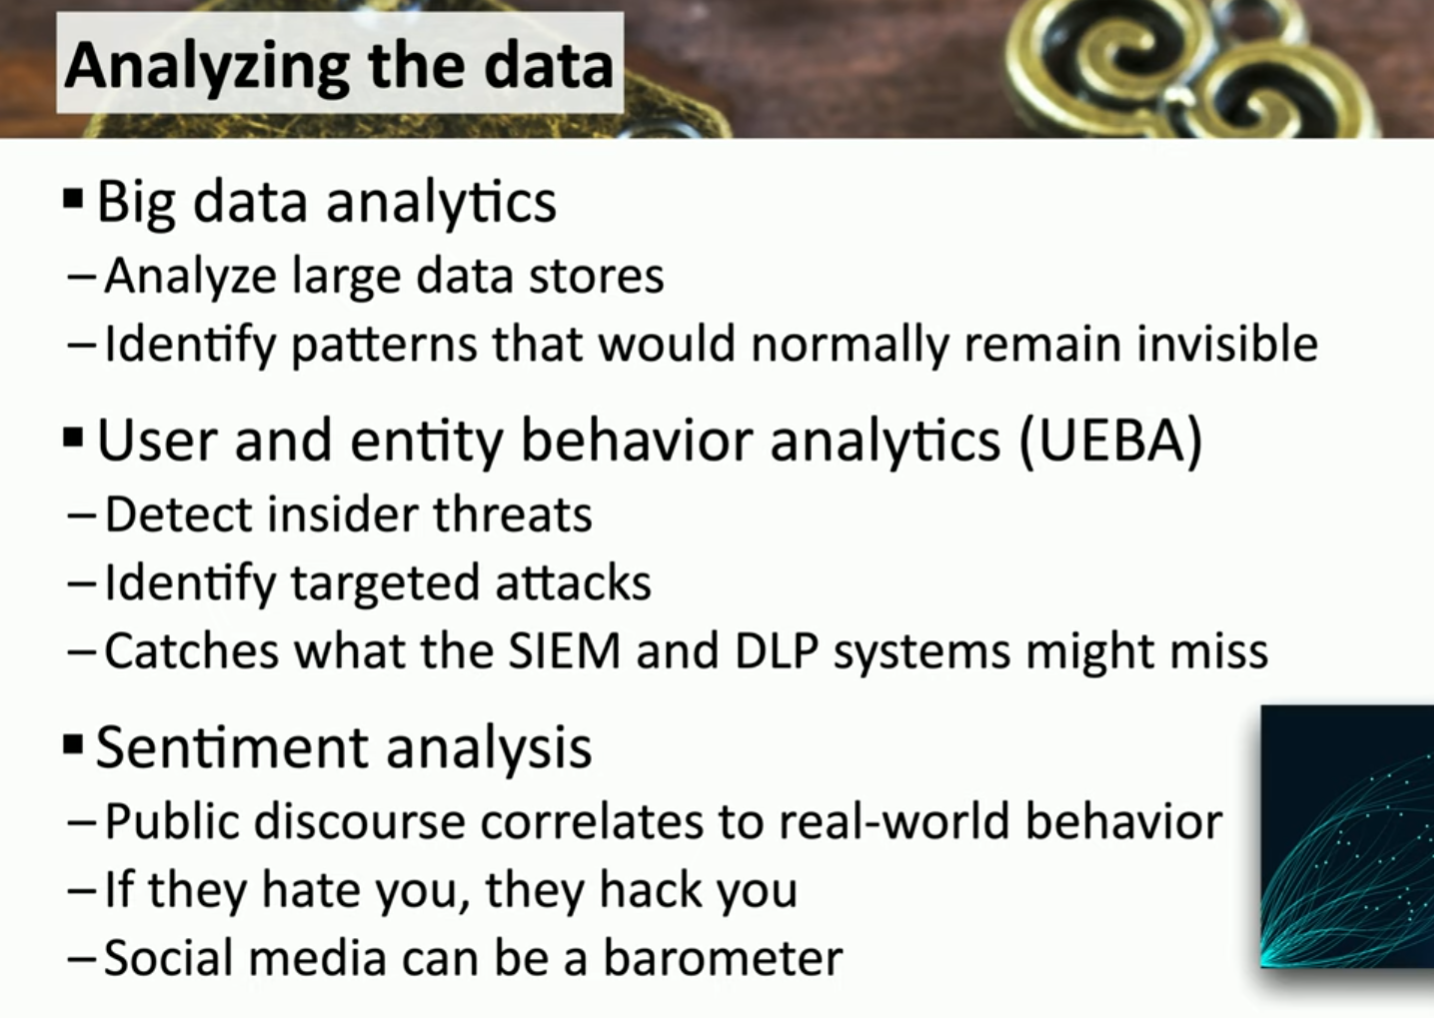 Analyzing the data
▪ Big data analytics
– Analyze large data stores
– Identify patterns that would normally remain invisible
▪ User and entity behavior analytics (UEBA)
– Detect insider threats
– Identify targeted attacks
– Catches what the SIEM and DLP systems might miss
▪ Sentiment analysis
– Public discourse correlates to real-world behavior
– If they hate you, they hack you
– Social media can be a barometer